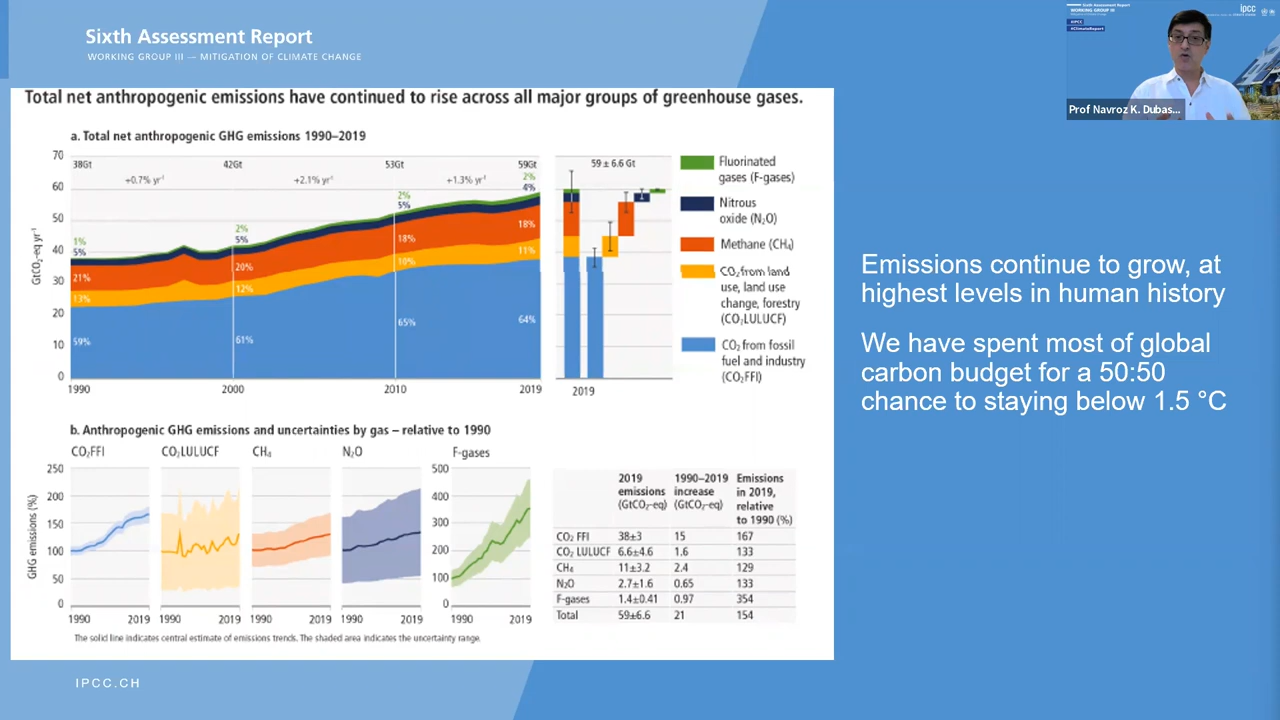 Sixth Assessment Report
WORKING GROUP III — MITIGATION OF CLIMATE CHANGE
Total net anthropogenic emissions have continued to rise across all major groups of greenhouse gases.
a. Total net anthropogenic GHG emissions 1990–2019
GtCO₂-eq yr⁻¹
70
60
50
40
30
20
10
0
38Gt
42Gt
53Gt
59Gt
+0.7% yr⁻¹
+2.1% yr⁻¹
+1.3% yr⁻¹
1%
5%
21%
13%
59%
2%
5%
20%
12%
61%
2%
5%
18%
10%
65%
2%
4%
18%
11%
64%
1990
2000
2010
2019
59 ± 6.6 Gt
2019
Fluorinated
gases (F-gases)
Nitrous
oxide (N₂O)
Methane (CH₄)
CO₂ from land
use, land use
change, forestry
(CO₂LULUCF)
CO₂ from fossil
fuel and industry
(CO₂FFI)
b. Anthropogenic GHG emissions and uncertainties by gas – relative to 1990
GHG emissions (%)
CO₂FFI
CO₂LULUCF
CH₄
N₂O
F-gases
250
200
150
100
50
0
500
400
300
200
100
0
1990 2019
1990 2019
1990 2019
1990 2019
1990 2019
2019 emissions (GtCO₂-eq) 1990–2019 increase (GtCO₂-eq) Emissions in 2019, relative to 1990 (%)
CO₂ FFI 38±3 15 167
CO₂ LULUCF 6.6±4.6 1.6 133
CH₄ 11±3.2 2.4 129
N₂O 2.7±1.6 0.65 133
F-gases 1.4±0.41 0.97 354
Total 59±6.6 21 154
The solid line indicates central estimate of emissions trends. The shaded area indicates the uncertainty range.
Emissions continue to grow, at
highest levels in human history
We have spent most of global
carbon budget for a 50:50
chance to staying below 1.5 °C
Sixth Assessment Report
WORKING GROUP III
#IPCC
#ClimateReport
ipcc
Prof Navroz K. Dubas...
IPCC.CH